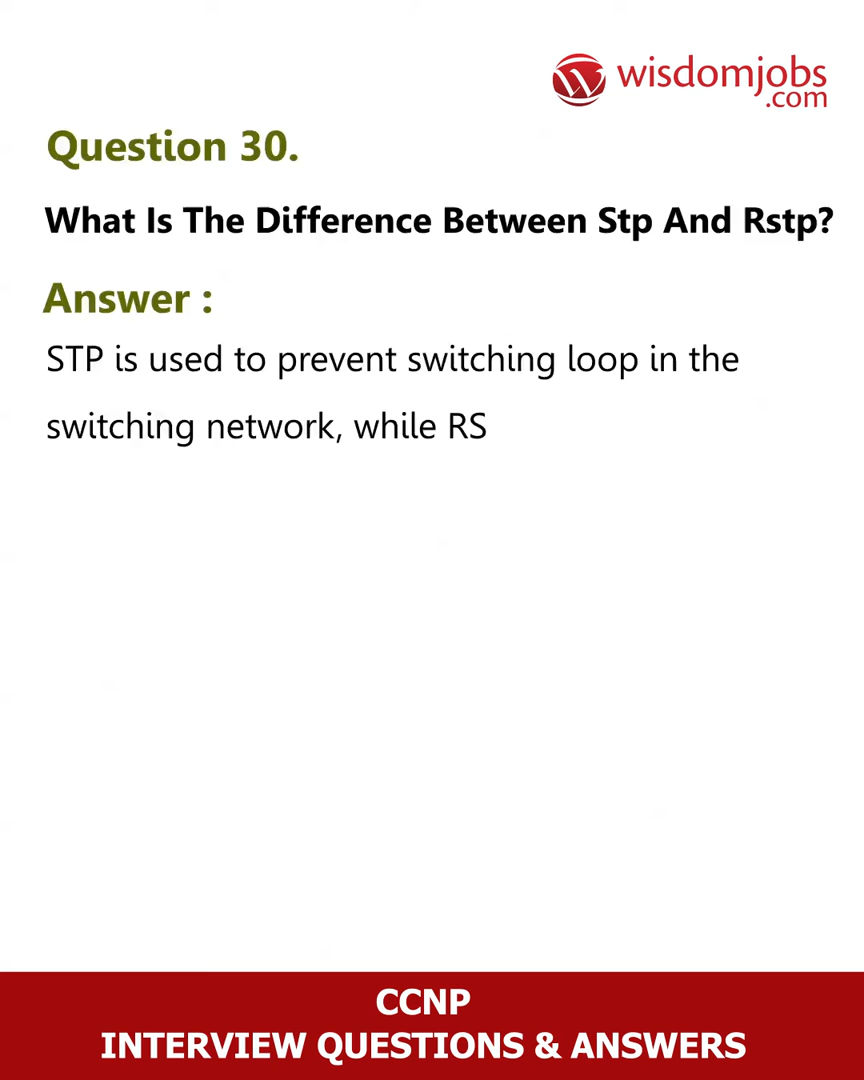 wisdomjobs
.com
Question 30.
What Is The Difference Between Stp And Rstp?
Answer :
STP is used to prevent switching loop in the
switching network, while RS
CCNP
INTERVIEW QUESTIONS & ANSWERS